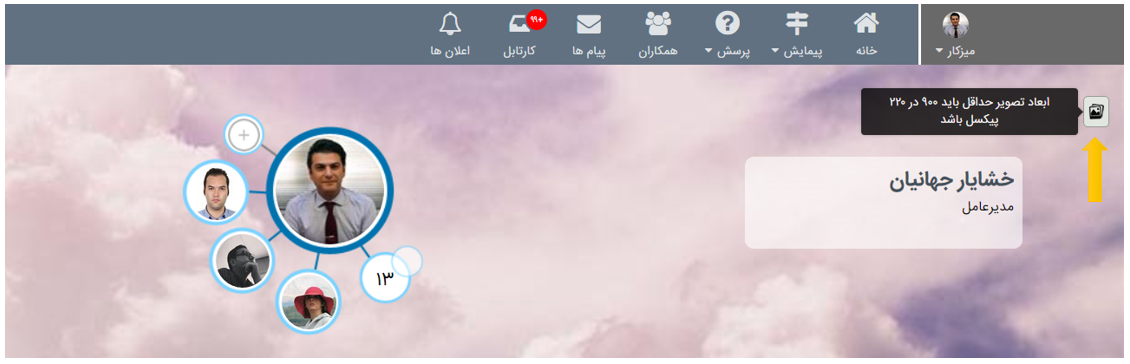 میزکار
خانه
پیمایش
پرسش
همکاران
پیام ها
+۹۹
کارتابل
اعلان ها
ابعاد تصویر حداقل باید ۹۰۰ در ۲۲۰
پیکسل باشد
خشایار جهانیان
مدیرعامل
۱۳